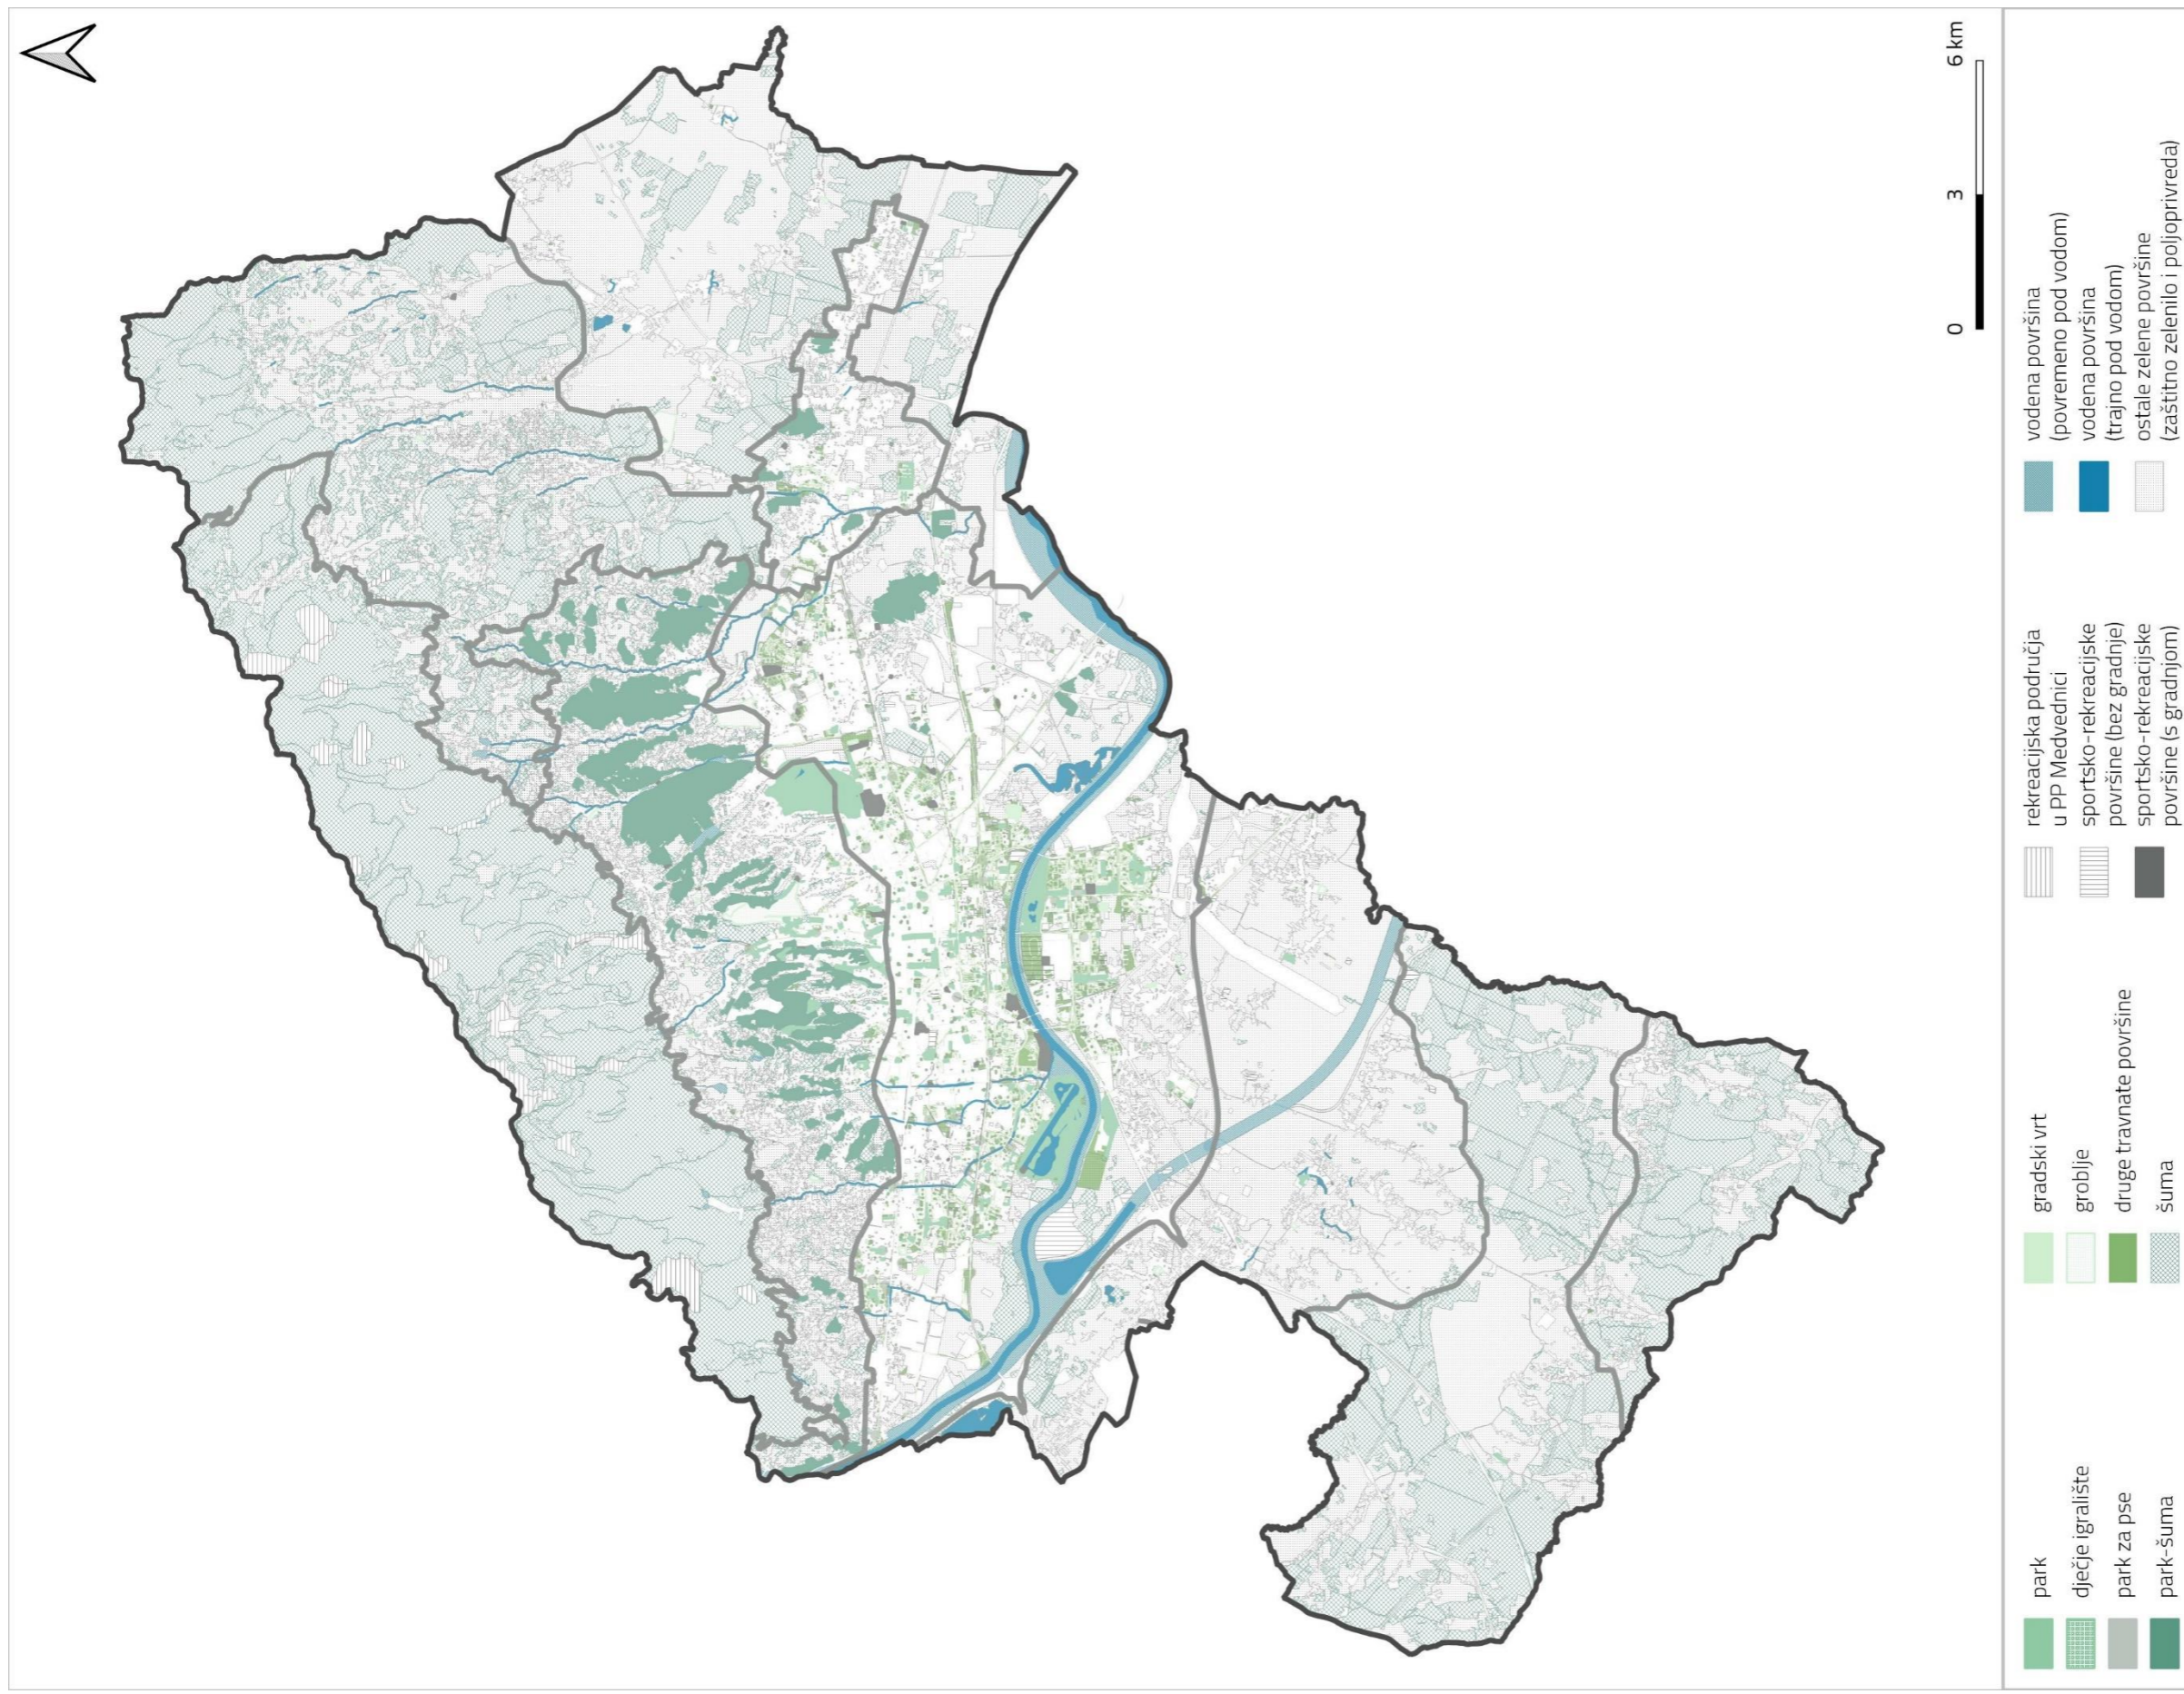 0
3
6 km
park
dječje igralište
park za pse
park-šuma
gradski vrt
groblje
druge travnate površine
šuma
rekreacijska područja
u PP Medvednici
sportsko-rekreacijske
površine (bez gradnje)
sportsko-rekreacijske
površine (s gradnjom)
vodena površina
(povremeno pod vodom)
vodena površina
(trajno pod vodom)
ostale zelene površine
(zaštitno zelenilo i poljoprivreda)